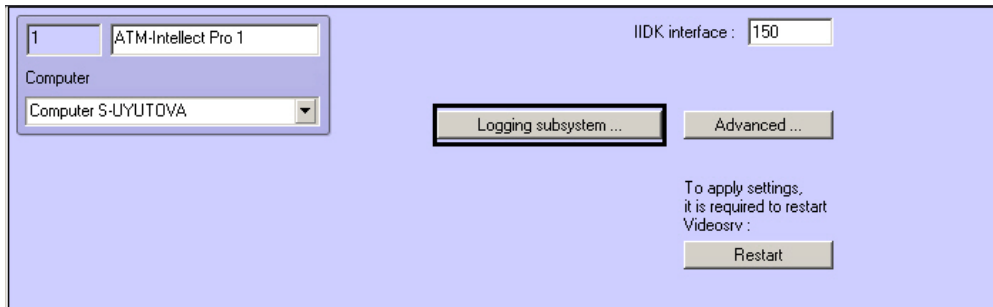 1
ATM-Intellect Pro 1
IIDK interface :
150
Computer
Computer S-UYUTOVA
Logging subsystem ...
Advanced ...
To apply settings,
it is required to restart
Videosrv :
Restart